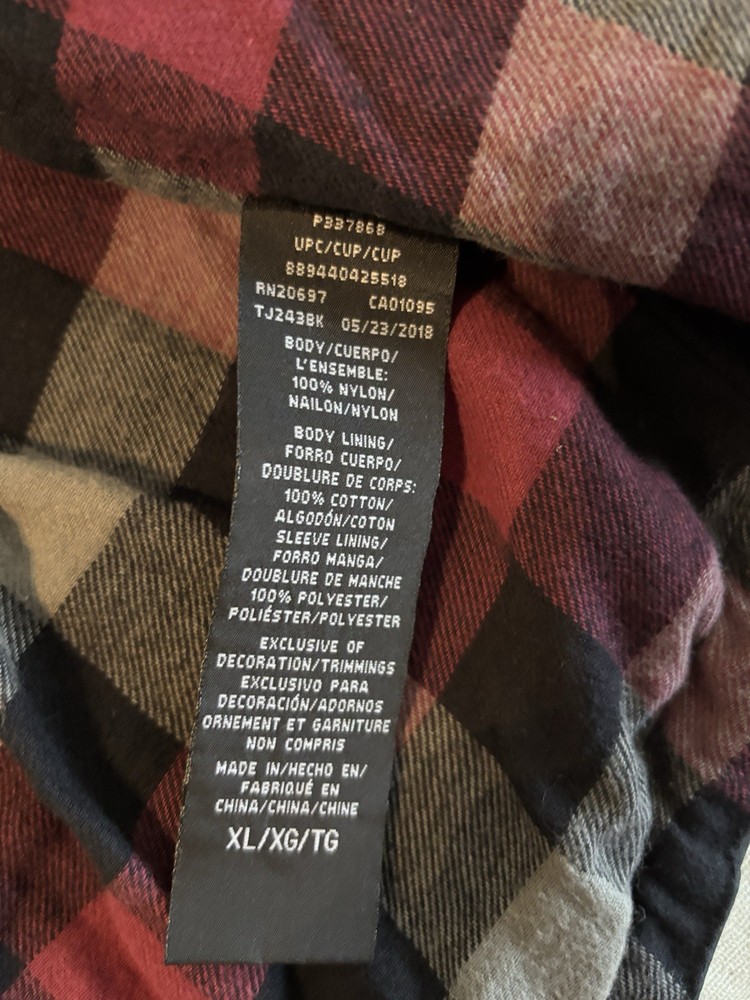 P337868
UPC/CUP/CUP
889440425518
RN20697 CA01095
TJ243BK 05/23/2018
BODY/CUERPO/
L'ENSEMBLE:
100% NYLON/
NAILON/NYLON
BODY LINING/
FORRO CUERPO/
DOUBLURE DE CORPS:
100% COTTON/
ALGODÓN/COTON
SLEEVE LINING/
FORRO MANGA/
DOUBLURE DE MANCHE
100% POLYESTER/
POLIÉSTER/POLYESTER
EXCLUSIVE OF
DECORATION/TRIMMINGS
EXCLUSIVO PARA
DECORACIÓN/ADORNOS
ORNEMENT ET GARNITURE
NON COMPRIS
MADE IN/HECHO EN/
FABRIQUÉ EN
CHINA/CHINA/CHINE
XL/XG/TG